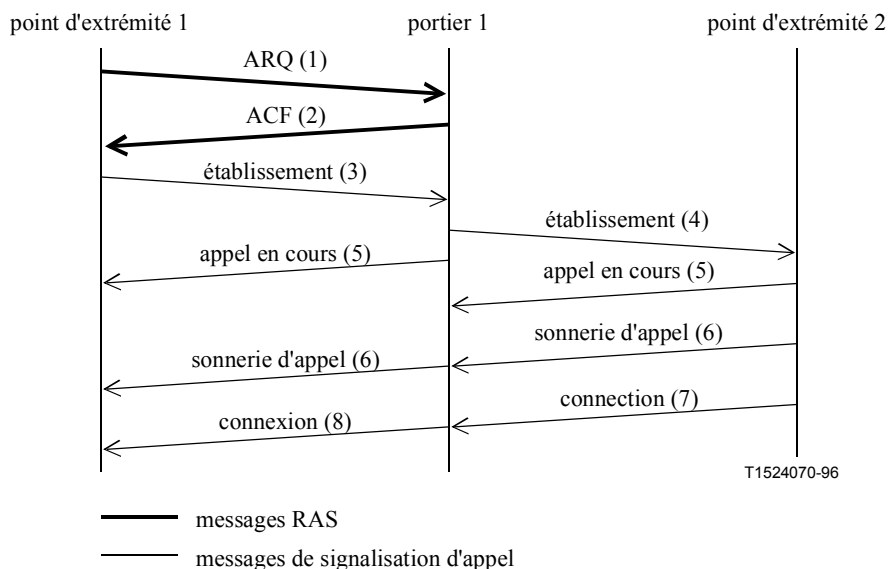 point d'extrémité 1
portier 1
point d'extrémité 2
ARQ (1)
ACF (2)
établissement (3)
établissement (4)
appel en cours (5)
appel en cours (5)
sonnerie d'appel (6)
sonnerie d'appel (6)
connection (7)
connexion (8)
T1524070-96
messages RAS
messages de signalisation d'appel